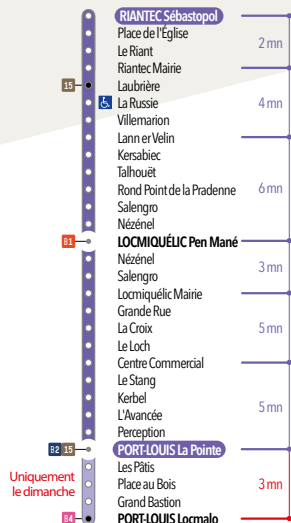 RIANTEC Sébastopol
Place de l'Église
2 mn
Le Riant
Riantec Mairie
15 Laubrière
La Russie
4 mn
Villemarion
Lann er Velin
Kersabiec
Talhouët
Rond Point de la Pradenne
6 mn
Salengro
Nézénel
B1 LOCMIQUÉLIC Pen Mané
Nézénel
3 mn
Salengro
Locmiquélic Mairie
Grande Rue
La Croix
5 mn
Le Loch
Centre Commercial
Le Stang
Kerbel
5 mn
L'Avancée
Perception
B2 15 PORT-LOUIS La Pointe
Les Pâtis
Uniquement
le dimanche
Place au Bois
3 mn
Grand Bastion
B4 PORT-LOUIS Locmalo